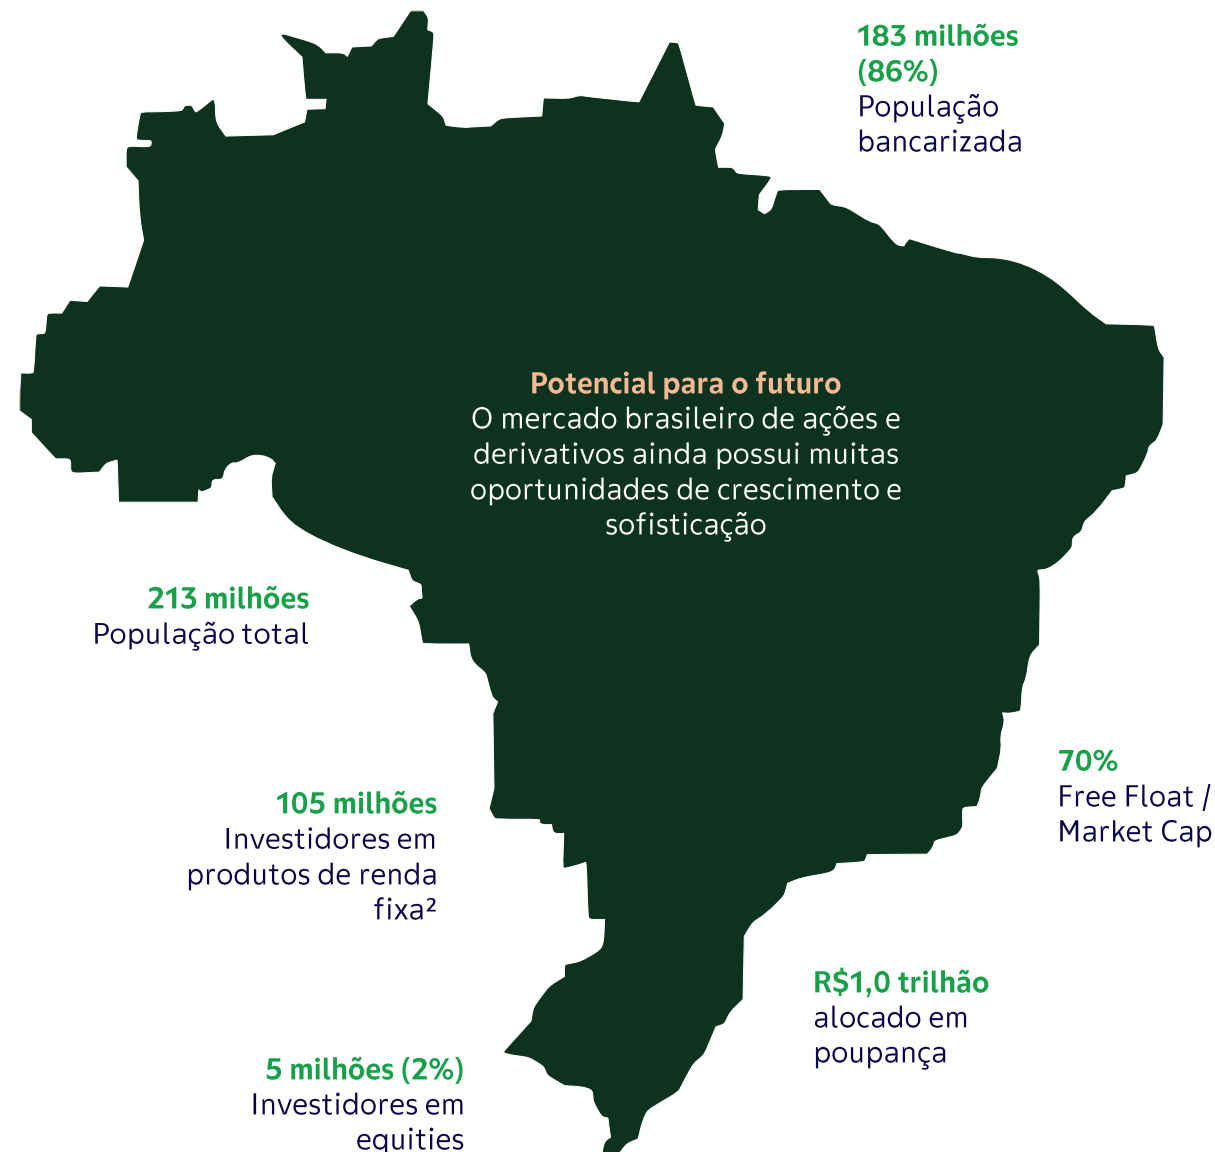 183 milhões
(86%)
População
bancarizada
Potencial para o futuro
O mercado brasileiro de ações e
derivativos ainda possui muitas
oportunidades de crescimento e
sofisticação
213 milhões
População total
70%
Free Float /
Market Cap
105 milhões
Investidores em
produtos de renda
fixa²
R$1,0 trilhão
alocado em
poupança
5 milhões (2%)
Investidores em
equities